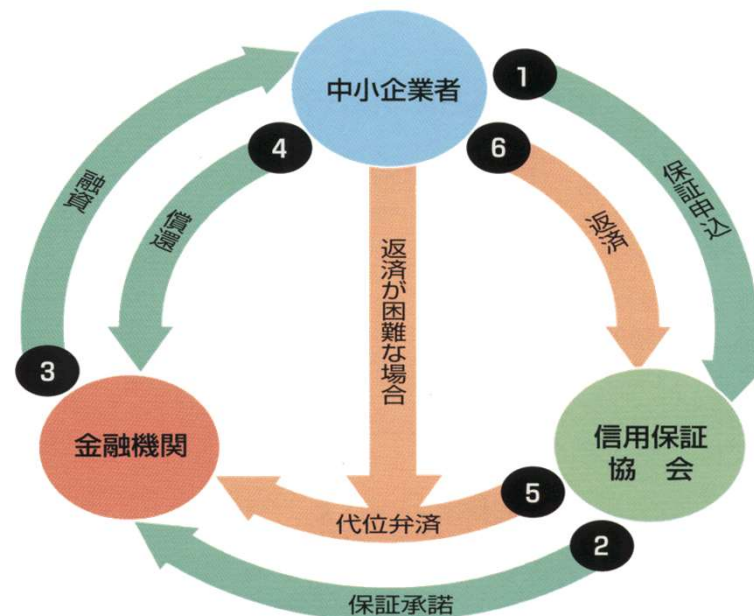 中小企業者
1
4
6
融資
償還
返済が困難な場合
返済
保証申込
3
金融機関
信用保証
協 会
5
代位弁済
2
保証承諾